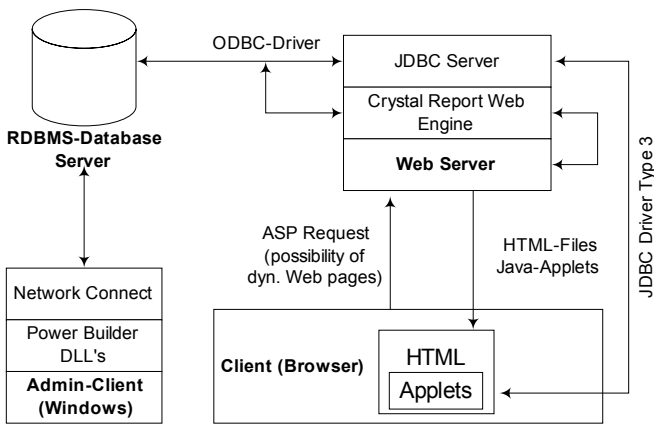 ODBC-Driver
JDBC Server
Crystal Report Web
Engine
Web Server
RDBMS-Database
Server
JDBC Driver Type 3
ASP Request
(possibility of
dyn. Web pages)
HTML-Files
Java-Applets
Network Connect
Power Builder
DLL's
Admin-Client
(Windows)
Client (Browser)
HTML
Applets